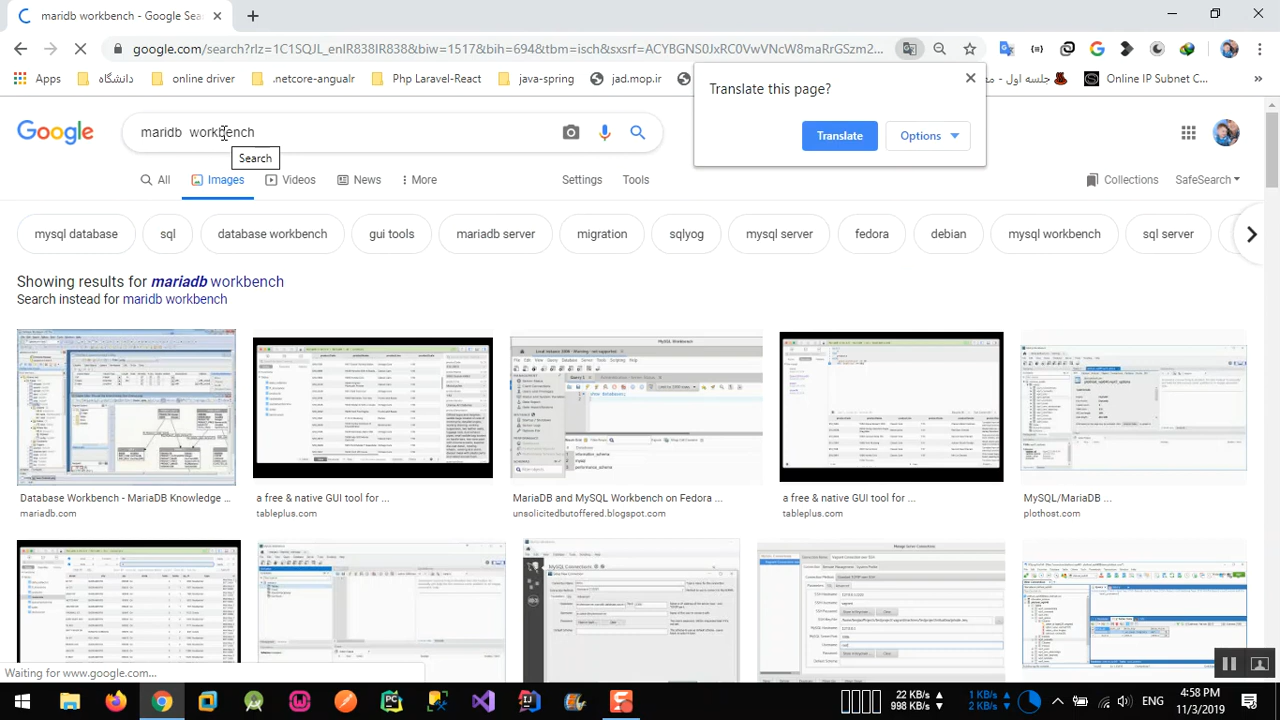 maridb workbench - Google Sea
google.com/search?rlz=1C1SQJL_enIR838IR838&biw=1517&bih=694&tbm=isch&sxsrf=ACYBGNS0JxRC0VwVNcW8maRrGSzm2...
Apps
دانشگاه
online driver
.netcore-angualr
Php Laravel-React
java-spring
jad.mop.ir
جلسه اول - مع
Online IP Subnet C...
Translate this page?
Translate
Options
Google
maridb workbench
Search
All
Images
Videos
News
More
Settings
Tools
Collections
SafeSearch
mysql database
sql
database workbench
gui tools
mariadb server
migration
sqlyog
mysql server
fedora
debian
mysql workbench
sql server
Showing results for mariadb workbench
Search instead for maridb workbench
Database Workbench - MariaDB Knowledge ...
mariadb.com
a free & native GUI tool for ...
tableplus.com
MariaDB and MySQL Workbench on Fedora ...
unsolicitedbutoffered.blogspot.com
a free & native GUI tool for ...
tableplus.com
MySQL/MariaDB ...
plothost.com
Waiting for www.google.com...
22 KB/s
998 KB/s
1 KB/s
2 KB/s
ENG
4:58 PM
11/3/2019